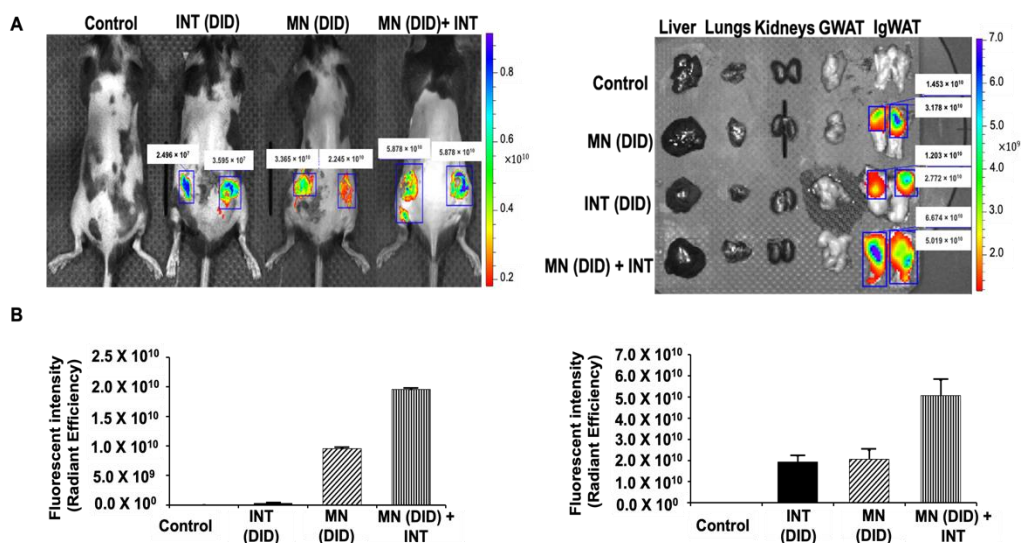 A
Control INT (DID) MN (DID) MN (DID)+ INT
2.496 × 10⁷
3.595 × 10⁷
3.365 × 10¹⁰
2.245 × 10¹⁰
5.878 × 10¹⁰
5.878 × 10¹⁰
0.8
0.6
×10¹⁰
0.4
0.2
Liver Lungs Kidneys GWAT IgWAT
Control
MN (DID)
INT (DID)
MN (DID) + INT
1.453 × 10¹⁰
3.178 × 10¹⁰
1.203 × 10¹⁰
2.772 × 10¹⁰
6.674 × 10¹⁰
5.019 × 10¹⁰
7.0
6.0
5.0
×10⁹
4.0
3.0
2.0
B
Fluorescent intensity
(Radiant Efficiency)
2.5 X 10¹⁰
2.0 X 10¹⁰
1.0 X 10¹⁰
1.0 X 10¹⁰
5.0 X 10⁹
0.0 X 10⁰
Control
INT
(DID)
MN
(DID)
MN (DID) +
INT
Fluorescent intensity
(Radiant Efficiency)
7.0 X 10¹⁰
6.0 X 10¹⁰
5.0 X 10¹⁰
4.0 X 10¹⁰
3.0 X 10¹⁰
2.0 X 10¹⁰
1.0 X 10¹⁰
0.0 X 10⁰
Control
INT
(DID)
MN
(DID)
MN (DID) +
INT